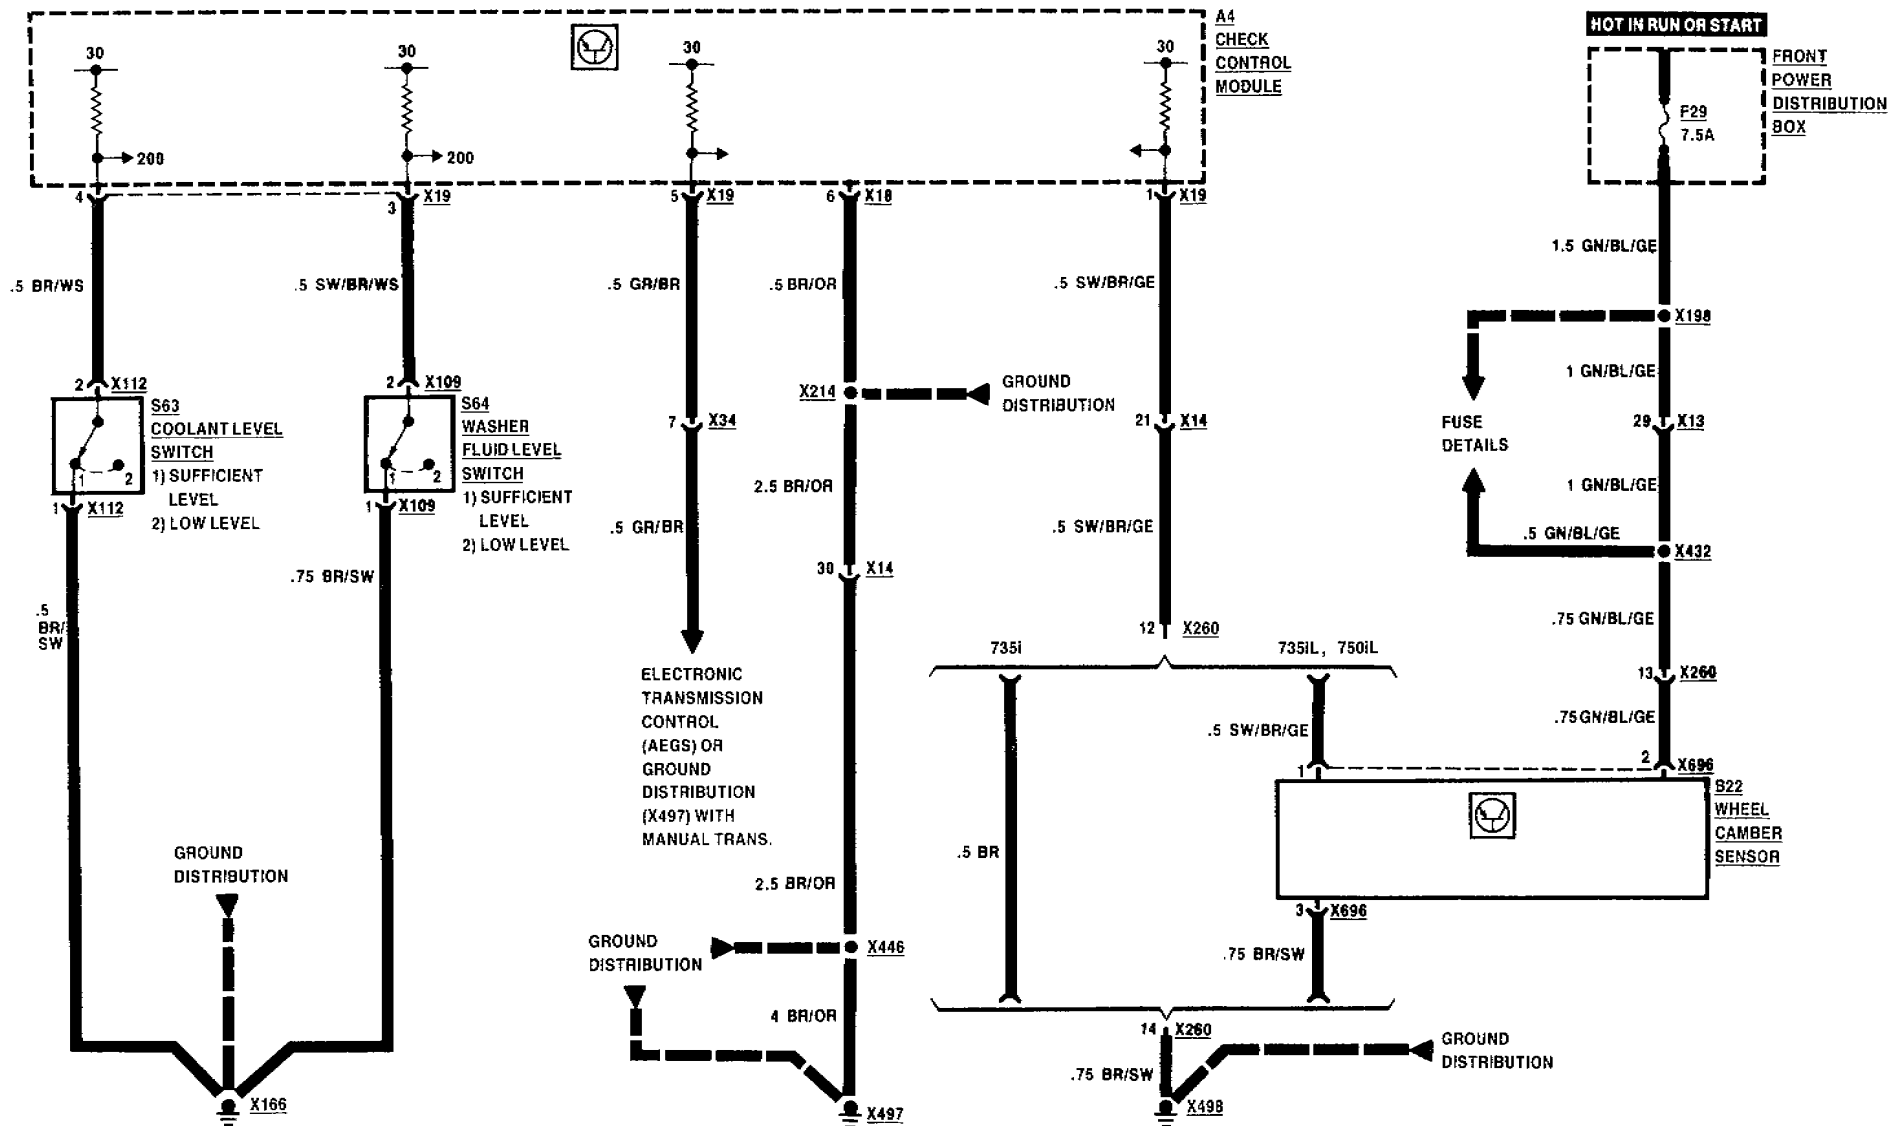 HOT IN RUN OR START
A4
CHECK
CONTROL
MODULE
30
30
30
30
200
200
FRONT
POWER
DISTRIBUTION
BOX
F29
7.5A
4
3
X19
5
X19
6
X18
1
X19
1.5 GN/BL/GE
.5 BR/WS
.5 SW/BR/WS
.5 GR/BR
.5 BR/OR
.5 SW/BR/GE
X198
1 GN/BL/GE
2
X112
2
X109
X214
GROUND
DISTRIBUTION
S63
COOLANT LEVEL
SWITCH
1) SUFFICIENT
LEVEL
2) LOW LEVEL
1
2
S64
WASHER
FLUID LEVEL
SWITCH
1) SUFFICIENT
LEVEL
2) LOW LEVEL
1
2
7
X34
21
X14
FUSE
DETAILS
29
X13
1
X112
1
X109
2.5 BR/OR
1 GN/BL/GE
.5 GR/BR
.5 SW/BR/GE
.5 GN/BL/GE
X432
.75 BR/SW
30
X14
.5
BR/
SW
12
X260
.75 GN/BL/GE
735i
735iL, 750iL
13
X260
ELECTRONIC
TRANSMISSION
CONTROL
(AEGS) OR
GROUND
DISTRIBUTION
(X497) WITH
MANUAL TRANS.
.5 SW/BR/GE
.75 GN/BL/GE
1
2
X696
B22
WHEEL
CAMBER
SENSOR
.5 BR
GROUND
DISTRIBUTION
2.5 BR/OR
3
X696
GROUND
DISTRIBUTION
X446
.75 BR/SW
4 BR/OR
14
X260
GROUND
DISTRIBUTION
.75 BR/SW
X166
X497
X498